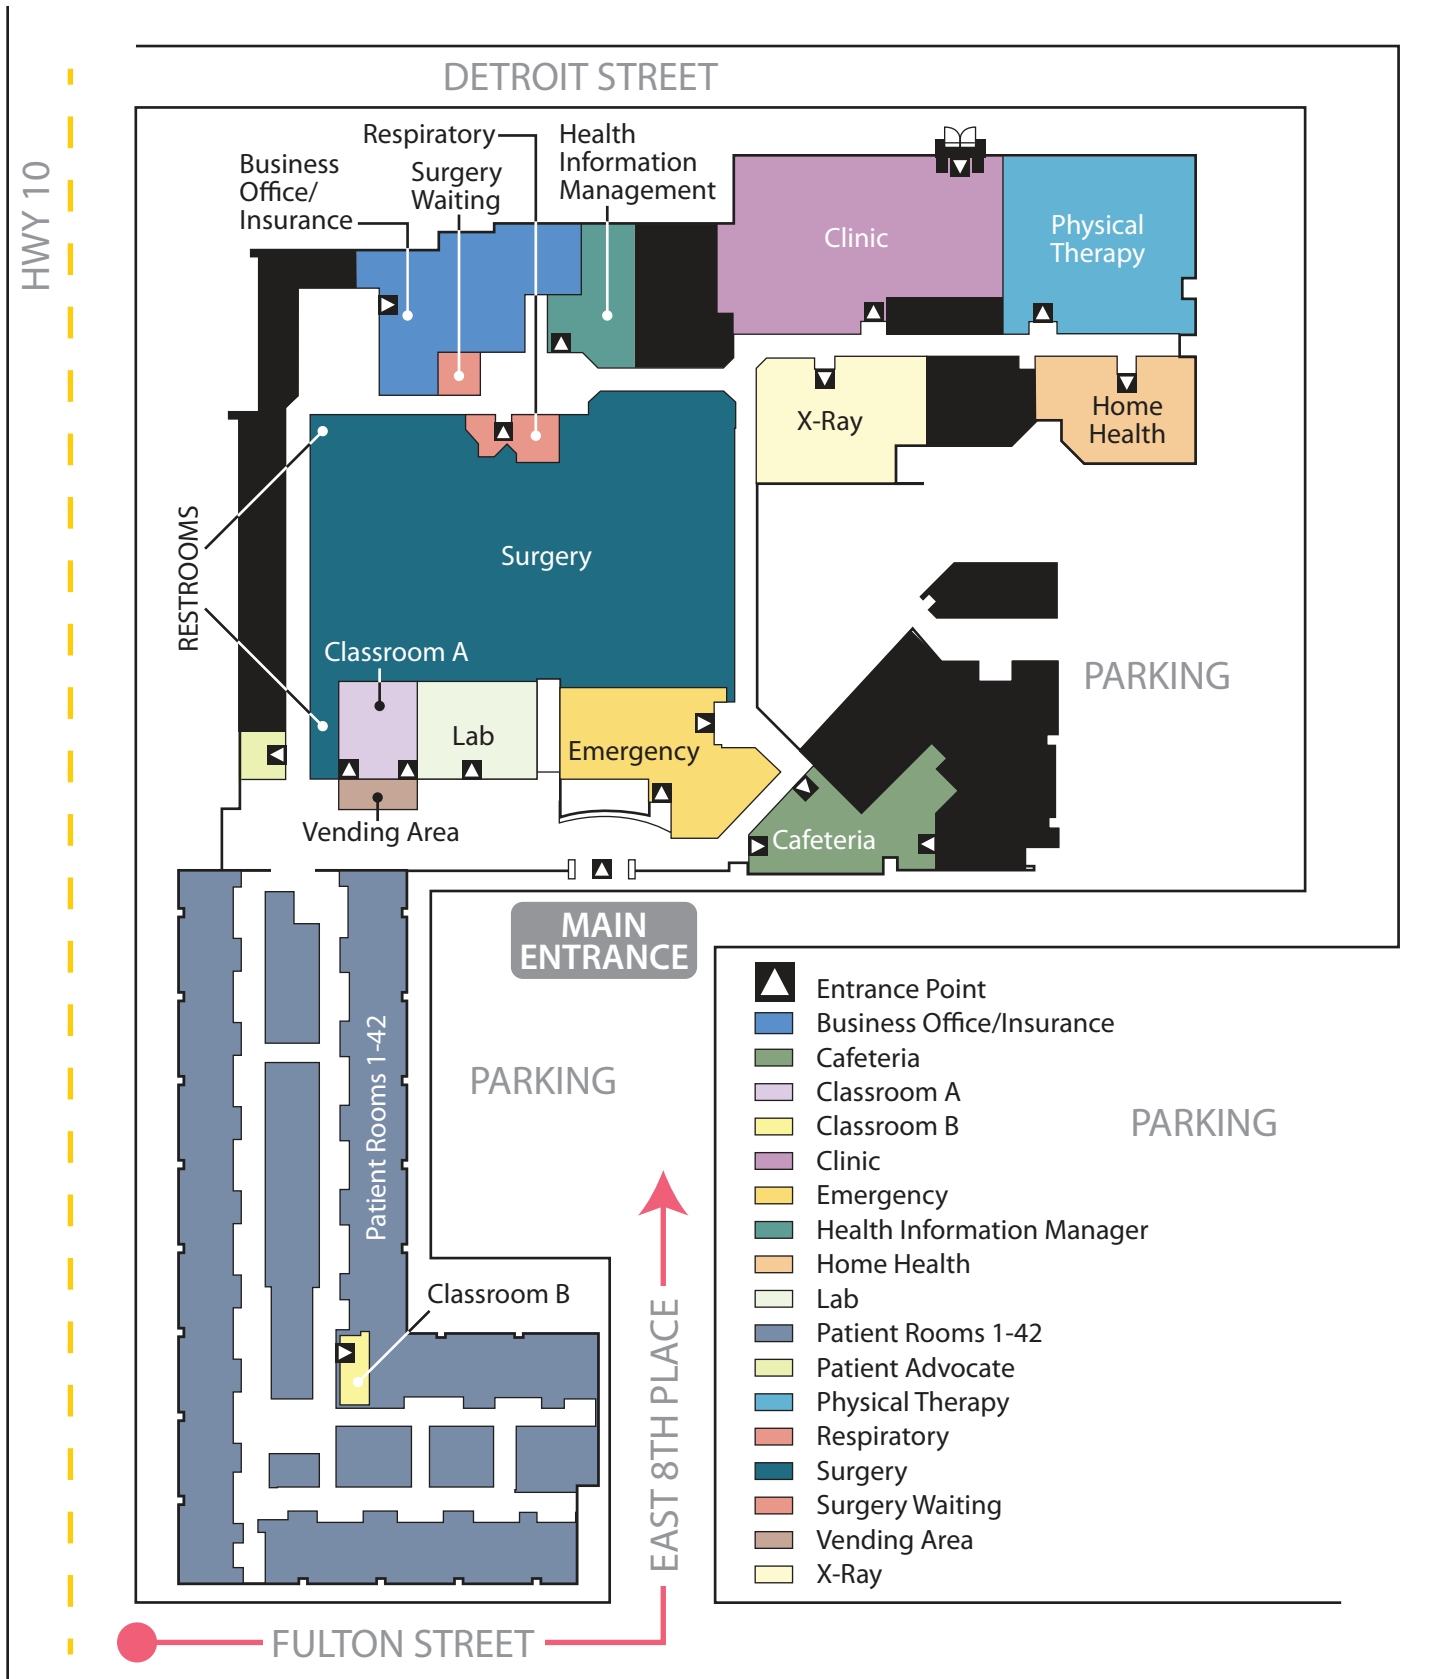 DETROIT STREET
HWY 10
Respiratory
Health
Information
Management
Business
Office/
Insurance
Surgery
Waiting
Clinic
Physical
Therapy
X-Ray
Home
Health
RESTROOMS
Surgery
Classroom A
Lab
Emergency
PARKING
Vending Area
Cafeteria
MAIN
ENTRANCE
Patient Rooms 1-42
PARKING
Classroom B
EAST 8TH PLACE
FULTON STREET
PARKING
Entrance Point
Business Office/Insurance
Cafeteria
Classroom A
Classroom B
Clinic
Emergency
Health Information Manager
Home Health
Lab
Patient Rooms 1-42
Patient Advocate
Physical Therapy
Respiratory
Surgery
Surgery Waiting
Vending Area
X-Ray